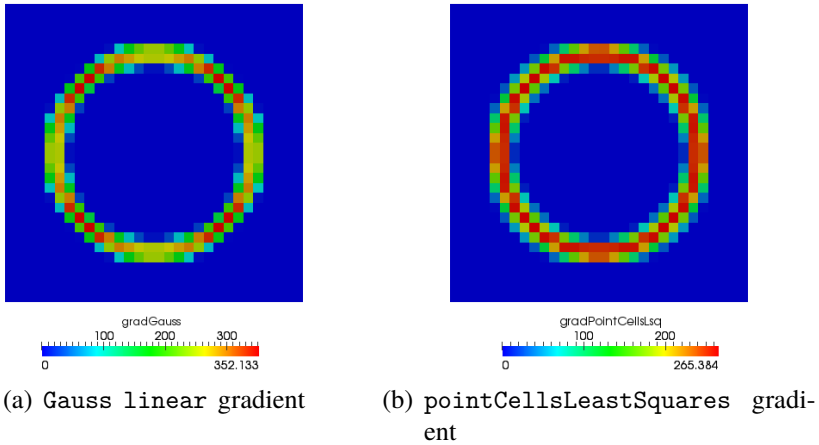 gradGauss
100 200 300
0 352.133
gradPointCellsLsq
100 200
0 265.384
(a) Gauss linear gradient
(b) pointCellsLeastSquares gradi-
ent